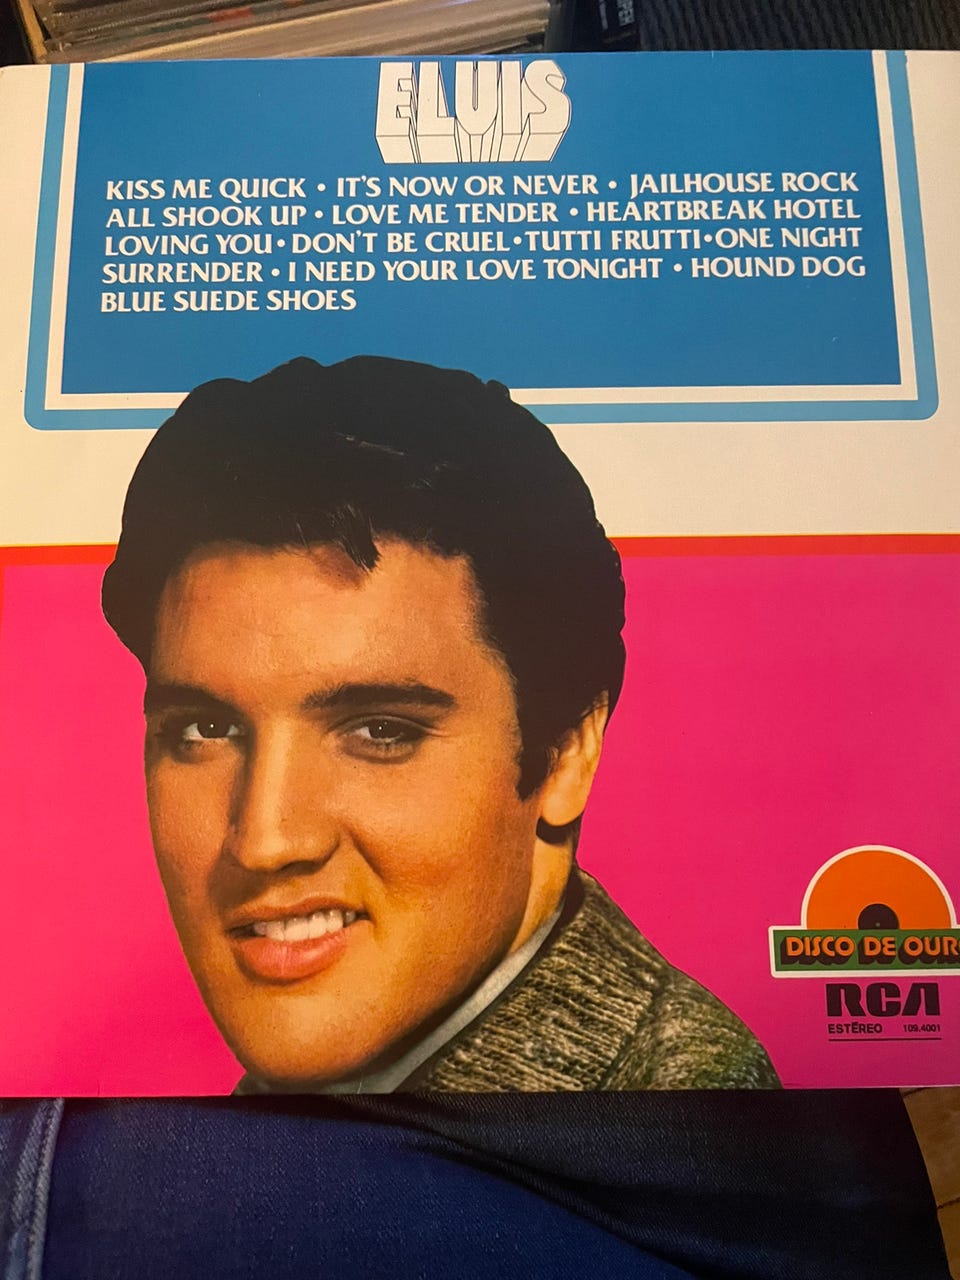 ELVIS
KISS ME QUICK • IT'S NOW OR NEVER • JAILHOUSE ROCK
ALL SHOOK UP • LOVE ME TENDER • HEARTBREAK HOTEL
LOVING YOU • DON'T BE CRUEL • TUTTI FRUTTI • ONE NIGHT
SURRENDER • I NEED YOUR LOVE TONIGHT • HOUND DOG
BLUE SUEDE SHOES
DISCO DE OUR
RCA
ESTÉREO 109.4001